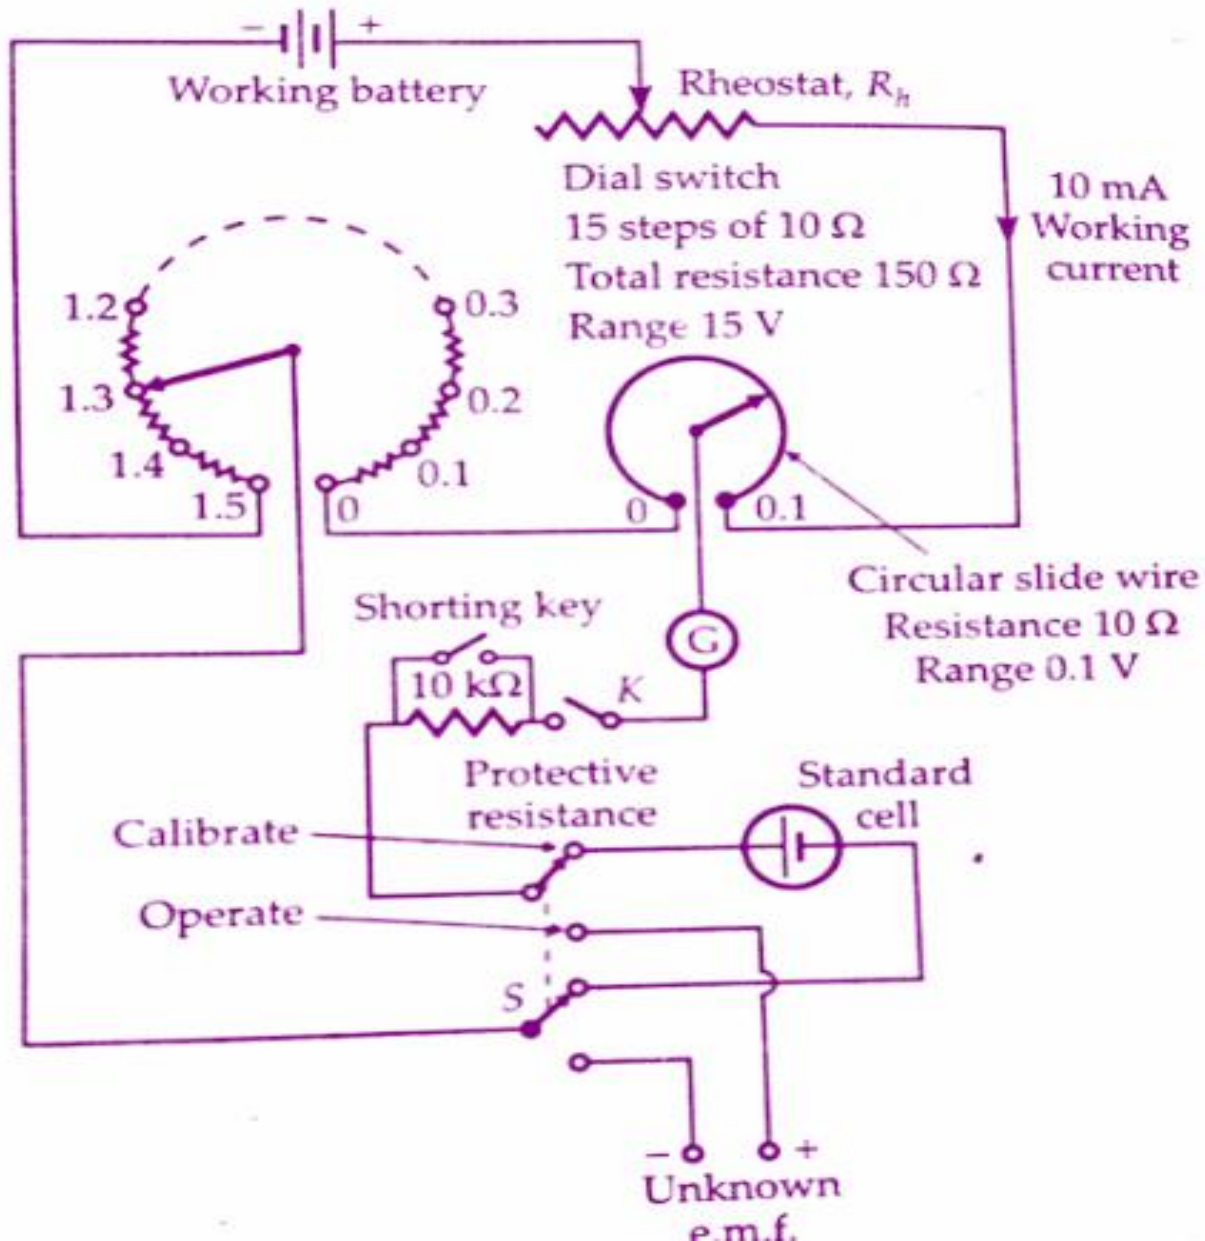 − +
Working battery
Rheostat, Rh
Dial switch
15 steps of 10 Ω
Total resistance 150 Ω
Range 15 V
10 mA
Working
current
1.2
1.3
1.4
1.5
0
0.1
0.2
0.3
0
0.1
Circular slide wire
Resistance 10 Ω
Range 0.1 V
Shorting key
10 kΩ
K
G
Protective
resistance
Standard
cell
Calibrate
Operate
S
− +
Unknown
e.m.f.